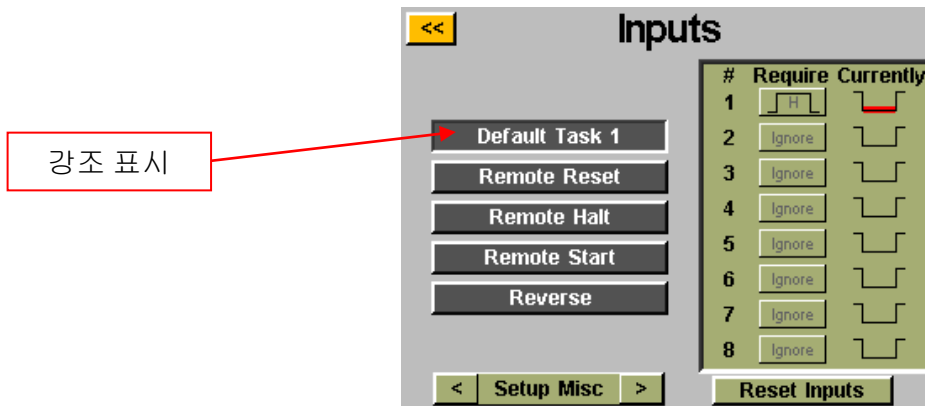 << Inputs
# Require Currently
1 H
Default Task 1
2 Ignore
Remote Reset
3 Ignore
강조 표시
Remote Halt
4 Ignore
Remote Start
5 Ignore
Reverse
6 Ignore
7 Ignore
8 Ignore
< Setup Misc >
Reset Inputs